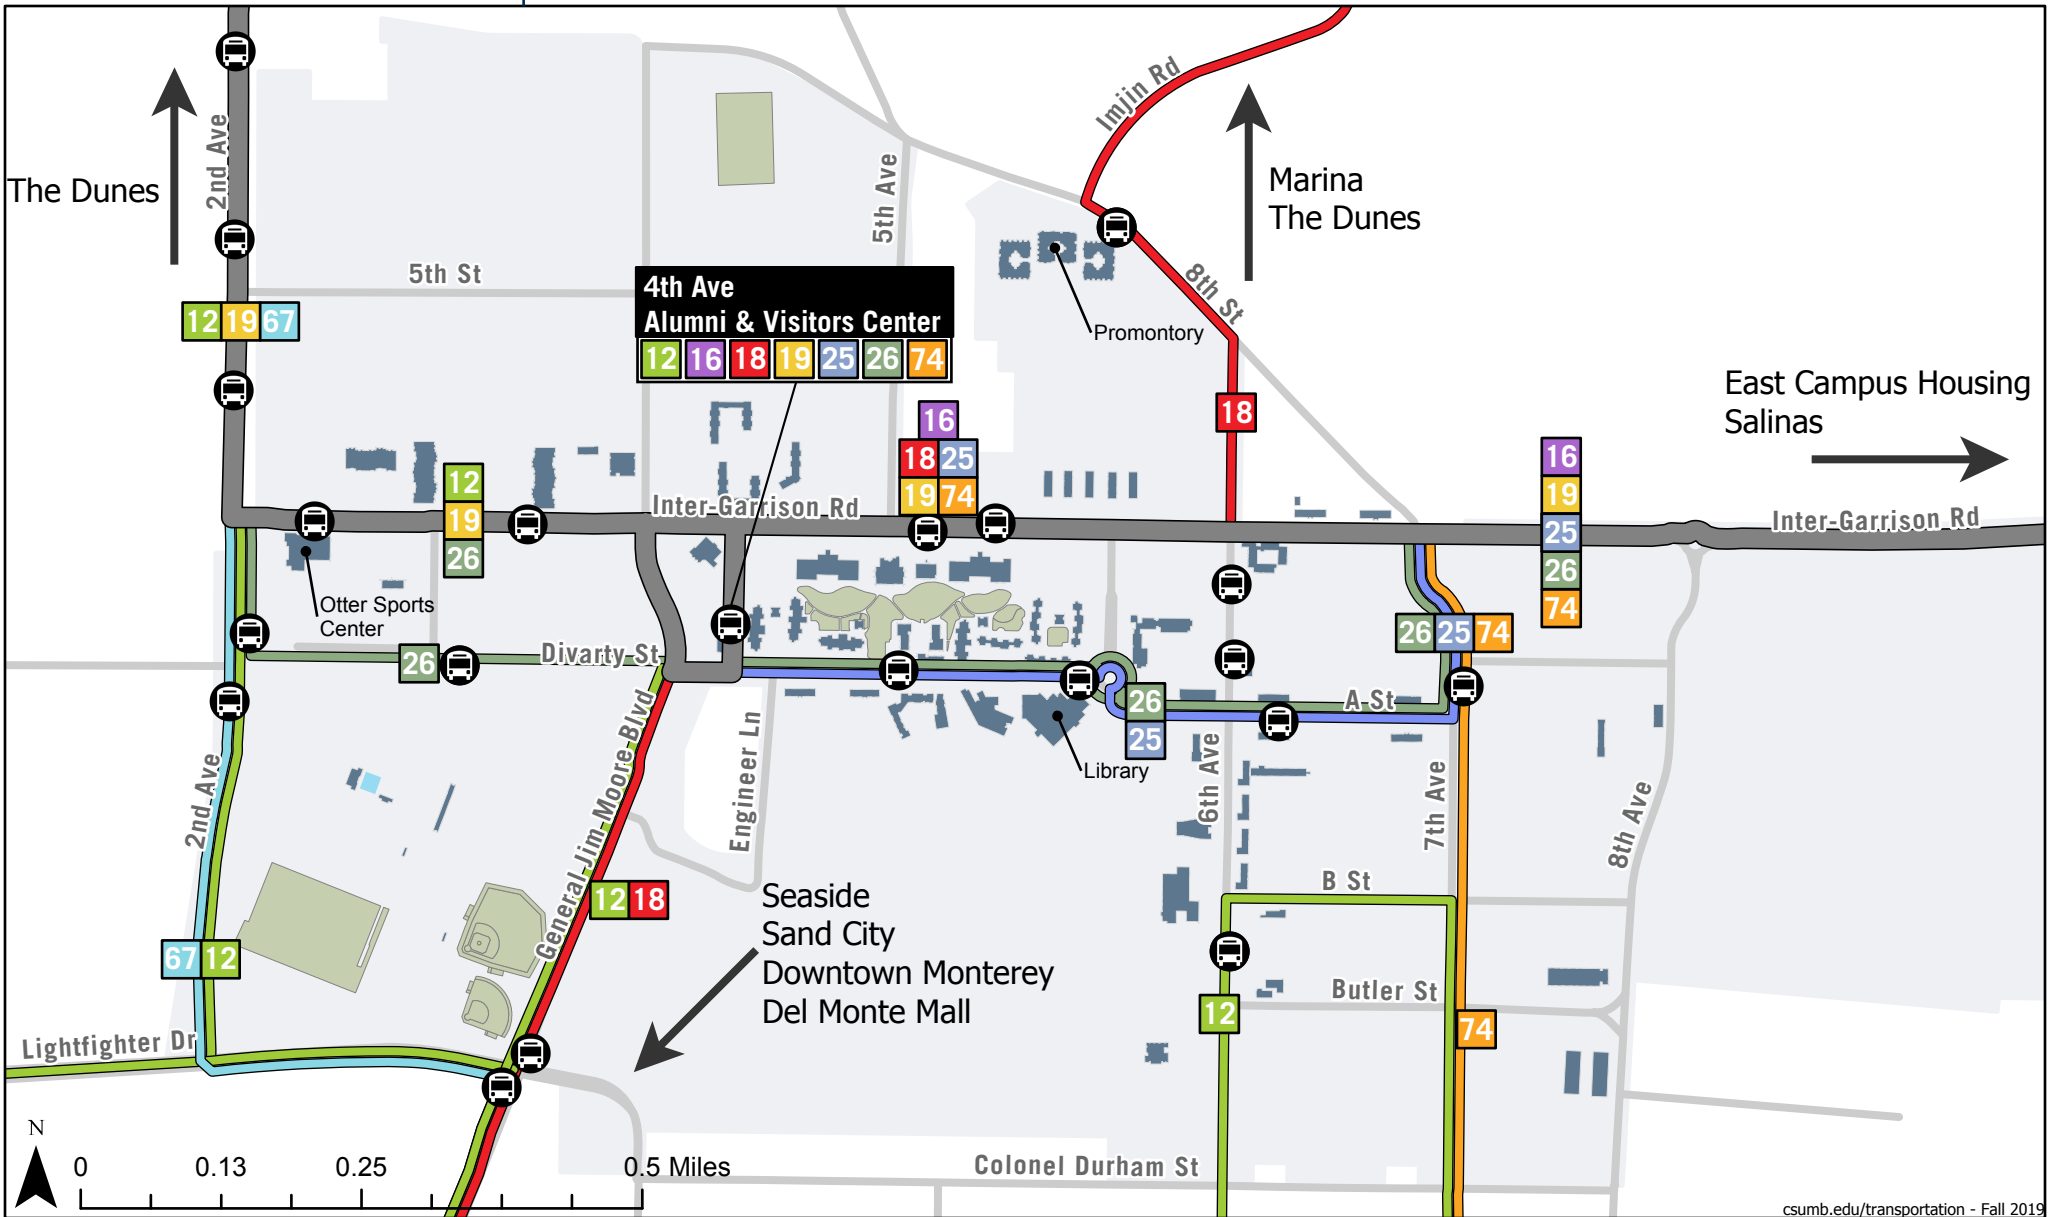 2nd Ave
The Dunes
5th St
5th Ave
Imjin Rd
Marina
The Dunes
8th St
Promontory
12 19 67
4th Ave
Alumni & Visitors Center
12 16 18 19 25 26 74
16
18 25
19 74
18
East Campus Housing
Salinas
16
19
25
26
74
12
19
26
Inter-Garrison Rd
Inter-Garrison Rd
Otter Sports
Center
26
Divarty St
26 25 74
26
25
A St
Library
2nd Ave
General Jim Moore Blvd
Engineer Ln
6th Ave
7th Ave
8th Ave
12 18
B St
Seaside
Sand City
Downtown Monterey
Del Monte Mall
67 12
Butler St
12
74
Lightfighter Dr
N
0 0.13 0.25 0.5 Miles
Colonel Durham St
csumb.edu/transportation - Fall 2019